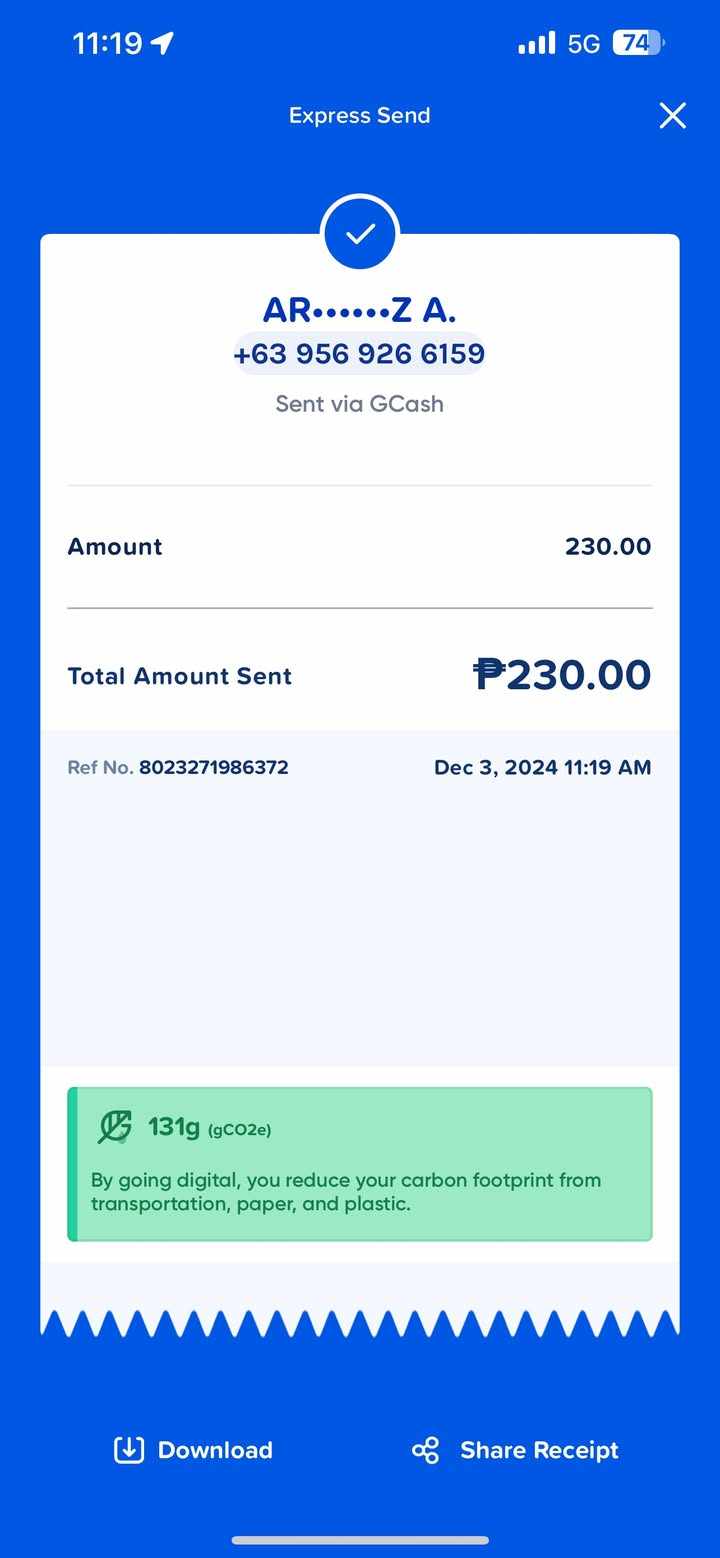 11:19 5G 74
Express Send
AR••••••Z A.
+63 956 926 6159
Sent via GCash
Amount 230.00
Total Amount Sent ₱230.00
Ref No. 8023271986372 Dec 3, 2024 11:19 AM
131g (gCO2e)
By going digital, you reduce your carbon footprint from
transportation, paper, and plastic.
Download Share Receipt